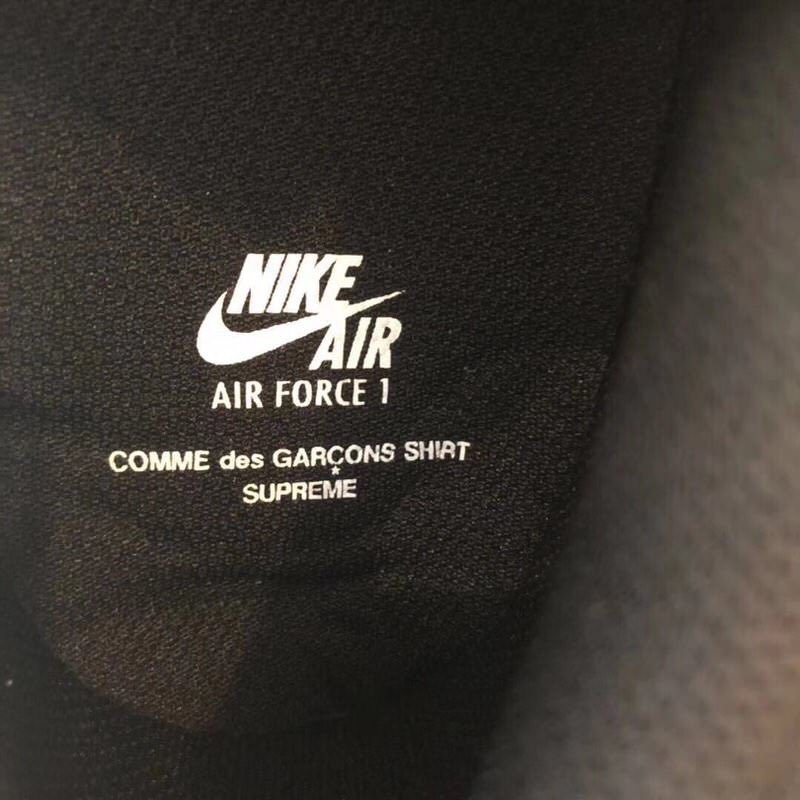 NIKE
AIR
AIR FORCE 1
COMME des GARÇONS SHIRT
*
SUPREME